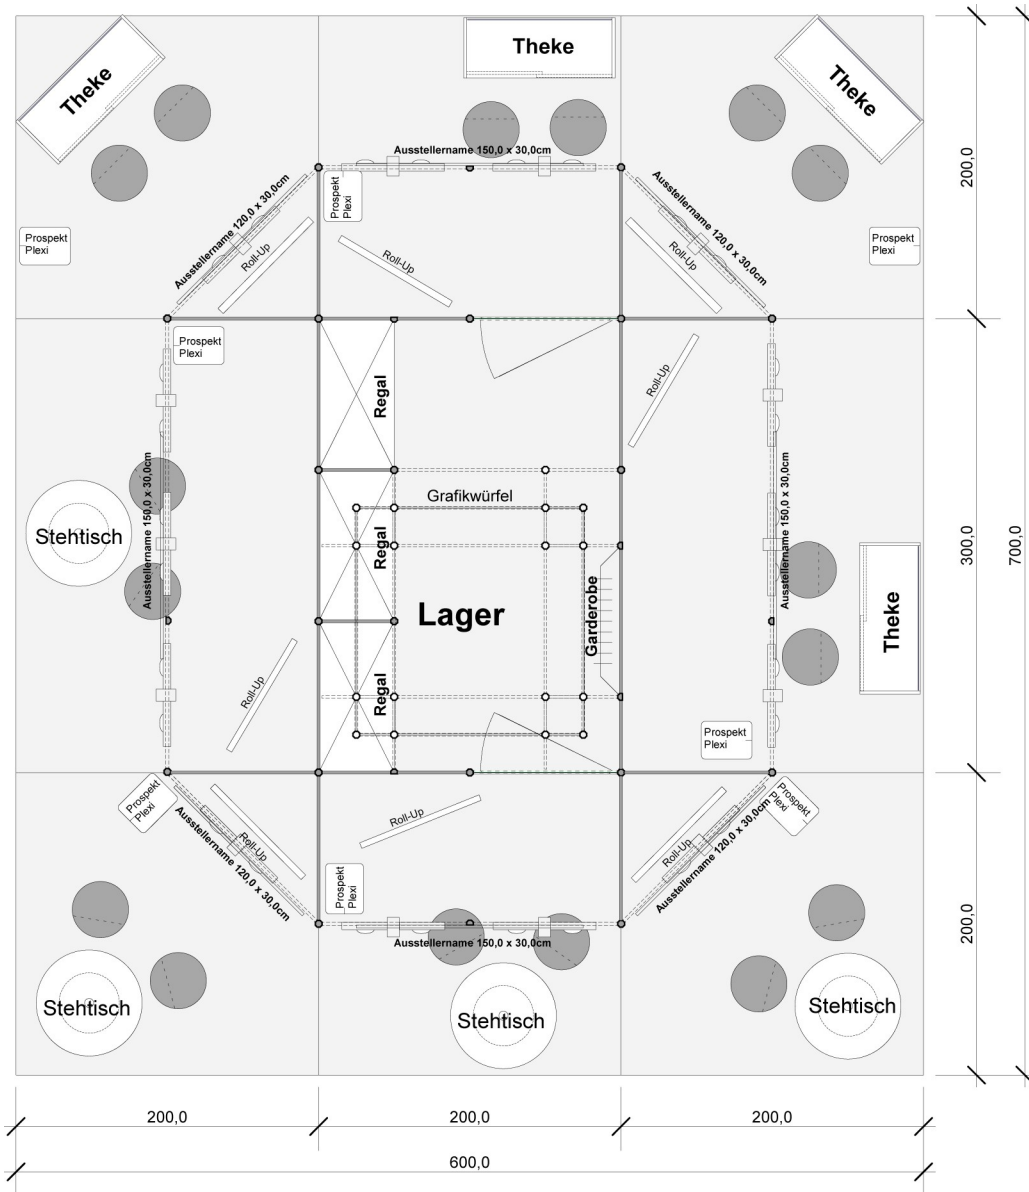 Theke
Theke
Theke
Ausstellername 150,0 x 30,0cm
Prospekt
Plexi
Ausstellername 120,0 x 30,0cm
Ausstellername 120,0 x 30,0cm
Prospekt
Plexi
Prospekt
Plexi
Roll-Up
Roll-Up
Roll-Up
200,0
Prospekt
Plexi
Regal
Roll-Up
Grafikwürfel
Stehtisch
Ausstellername 150,0 x 30,0cm
Regal
Ausstellername 150,0 x 30,0cm
300,0
700,0
Lager
Garderobe
Theke
Roll-Up
Regal
Prospekt
Plexi
Prospekt
Plexi
Prospekt
Plexi
Roll-Up
Roll-Up
Roll-Up
Ausstellername 120,0 x 30,0cm
Ausstellername 120,0 x 30,0cm
Prospekt
Plexi
Ausstellername 150,0 x 30,0cm
200,0
Stehtisch
Stehtisch
Stehtisch
200,0
200,0
200,0
600,0